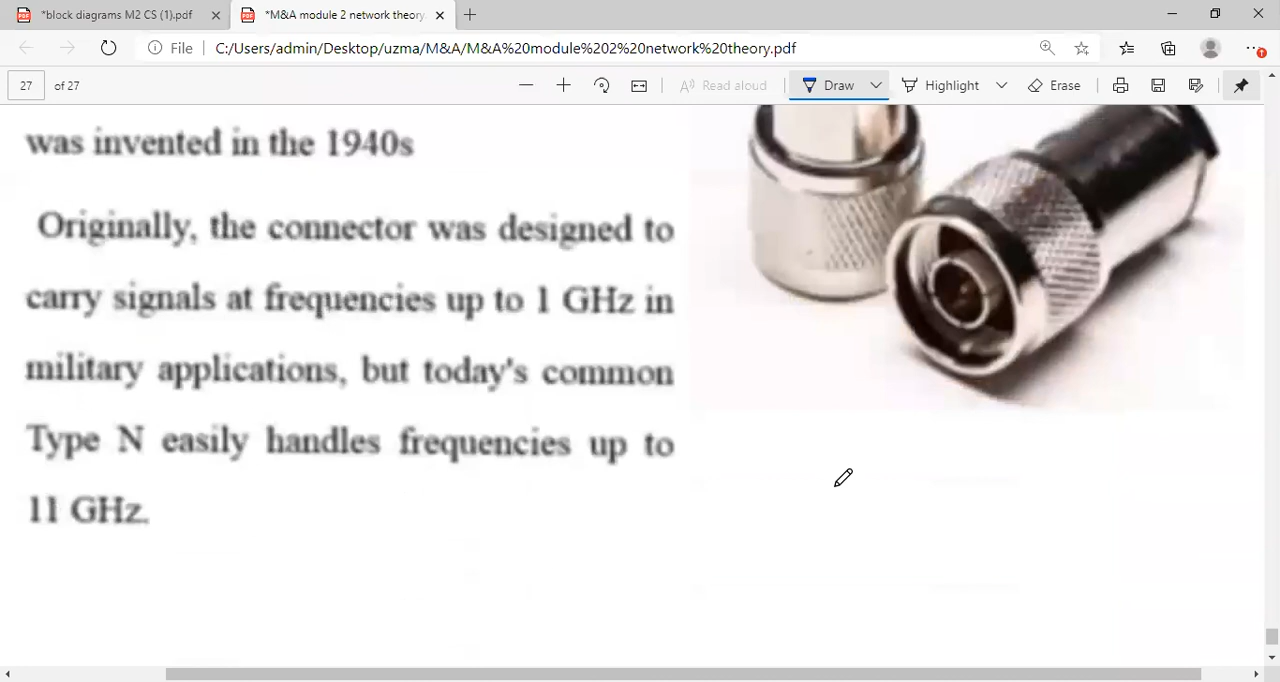 *block diagrams M2 CS (1).pdf
*M&A module 2 network theory.
File
C:/Users/admin/Desktop/uzma/M&A/M&A%20module%202%20network%20theory.pdf
27 of 27
Read aloud
Draw
Highlight
Erase
was invented in the 1940s
Originally, the connector was designed to
carry signals at frequencies up to 1 GHz in
military applications, but today's common
Type N easily handles frequencies up to
11 GHz.